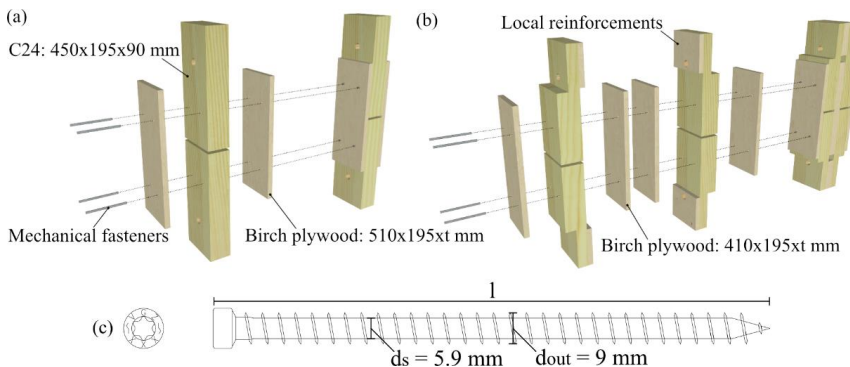 (a)
C24: 450x195x90 mm
Mechanical fasteners
Birch plywood: 510x195xt mm
(b)
Local reinforcements
Birch plywood: 410x195xt mm
(c)
l
ds = 5.9 mm
dout = 9 mm